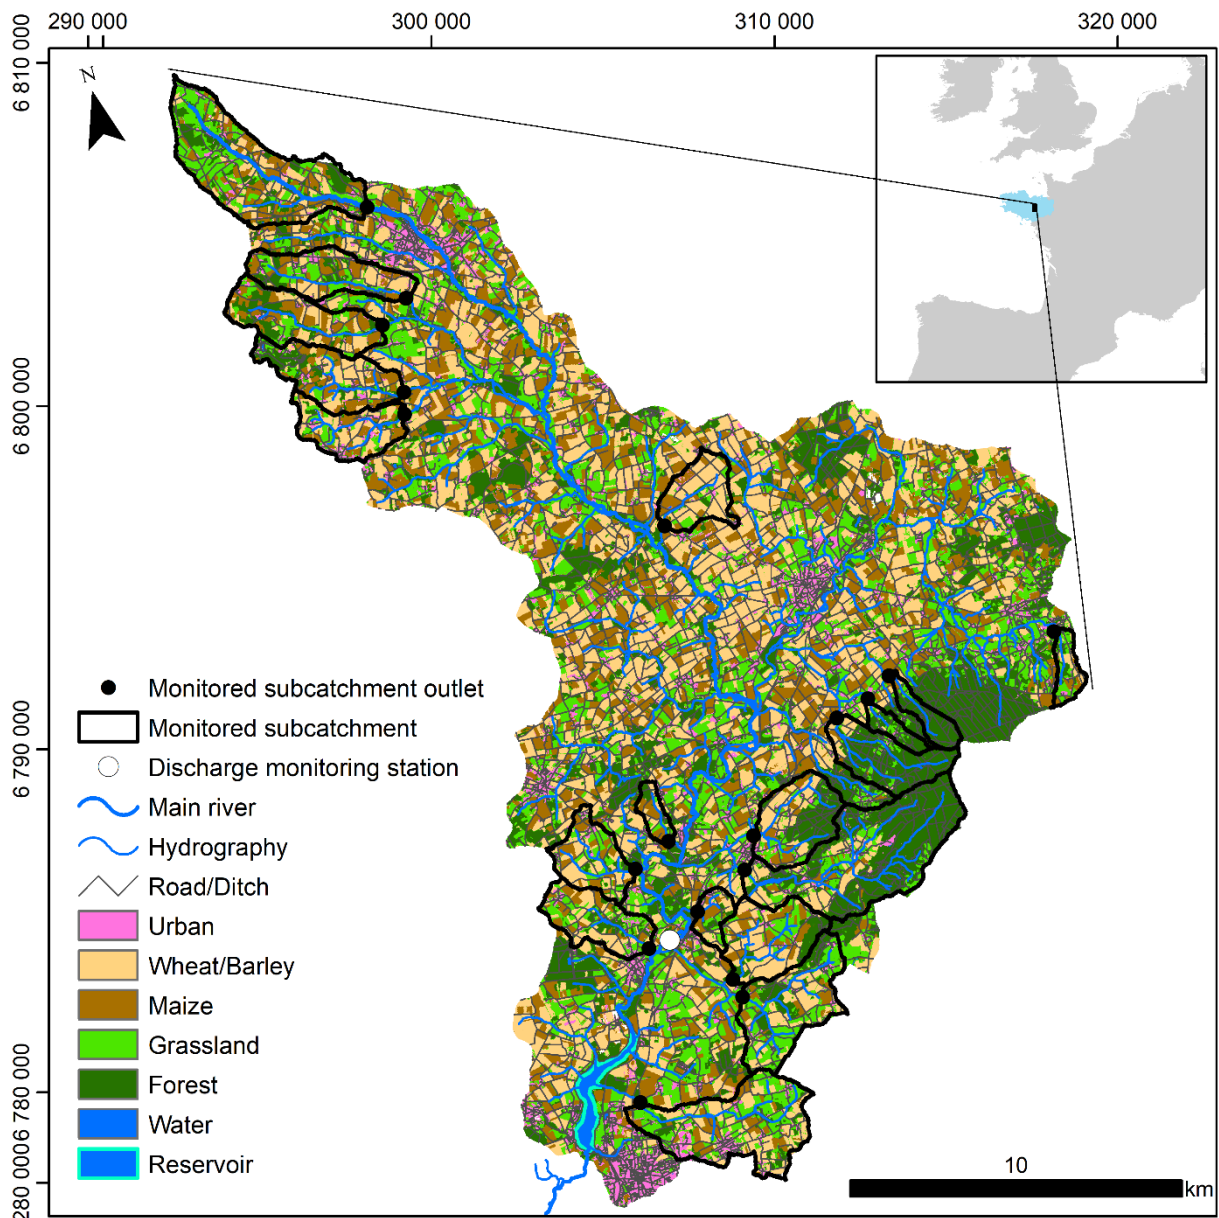 290 000
300 000
310 000
320 000
6 810 000
6 800 000
6 790 000
6 780 000
280 000
N
Monitored subcatchment outlet
Monitored subcatchment
Discharge monitoring station
Main river
Hydrography
Road/Ditch
Urban
Wheat/Barley
Maize
Grassland
Forest
Water
Reservoir
10
km